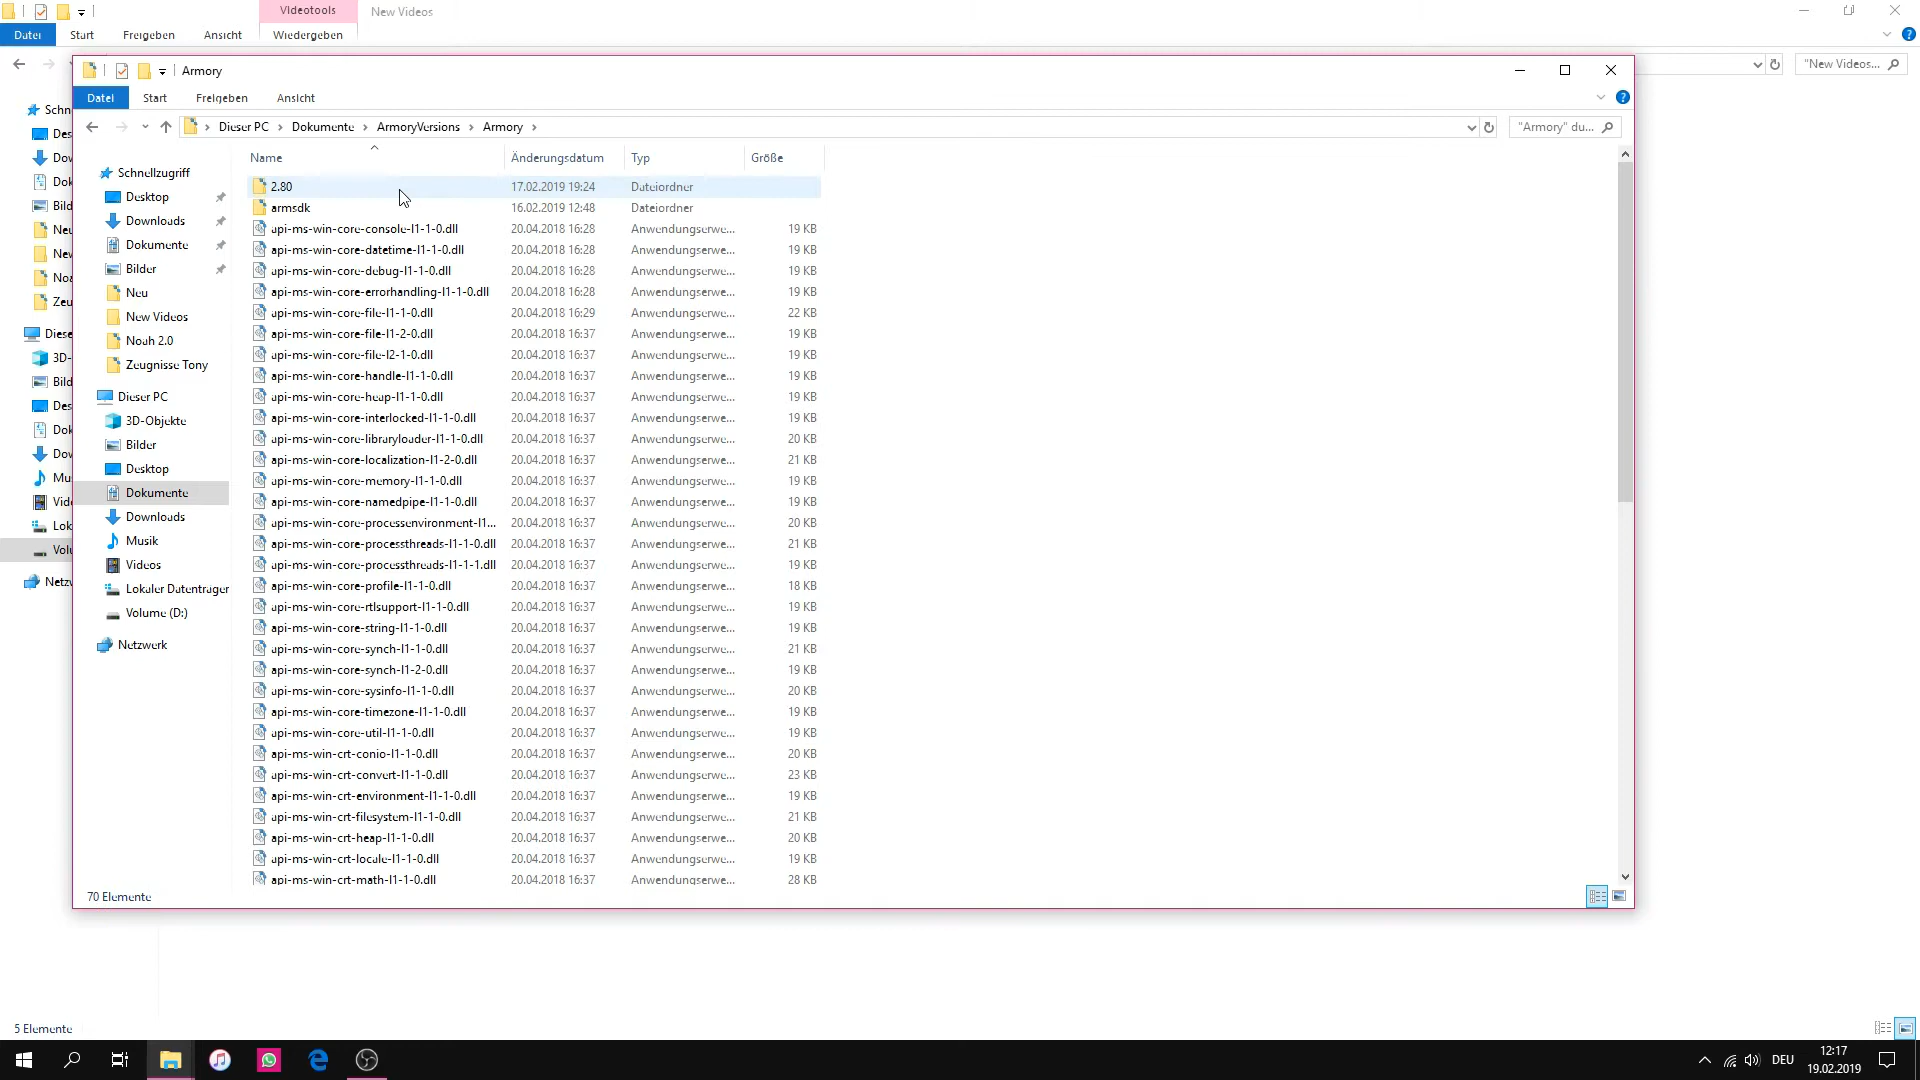 Videotools
New Videos
Datei
Start
Freigeben
Ansicht
Wiedergeben
"New Videos...
Armory
Datei
Start
Freigeben
Ansicht
Dieser PC
Dokumente
ArmoryVersions
Armory
"Armory" du...
Name
Änderungsdatum
Typ
Größe
Schnellzugriff
Desktop
Downloads
Dokumente
Bilder
Neu
New Videos
Noah 2.0
Zeugnisse Tony
Dieser PC
3D-Objekte
Bilder
Desktop
Dokumente
Downloads
Musik
Videos
Lokaler Datenträger
Volume (D:)
Netzwerk
2.80 17.02.2019 19:24 Dateiordner
armsdk 16.02.2019 12:48 Dateiordner
api-ms-win-core-console-l1-1-0.dll 20.04.2018 16:28 Anwendungserwe... 19 KB
api-ms-win-core-datetime-l1-1-0.dll 20.04.2018 16:28 Anwendungserwe... 19 KB
api-ms-win-core-debug-l1-1-0.dll 20.04.2018 16:28 Anwendungserwe... 19 KB
api-ms-win-core-errorhandling-l1-1-0.dll 20.04.2018 16:28 Anwendungserwe... 19 KB
api-ms-win-core-file-l1-1-0.dll 20.04.2018 16:29 Anwendungserwe... 22 KB
api-ms-win-core-file-l1-2-0.dll 20.04.2018 16:37 Anwendungserwe... 19 KB
api-ms-win-core-file-l2-1-0.dll 20.04.2018 16:37 Anwendungserwe... 19 KB
api-ms-win-core-handle-l1-1-0.dll 20.04.2018 16:37 Anwendungserwe... 19 KB
api-ms-win-core-heap-l1-1-0.dll 20.04.2018 16:37 Anwendungserwe... 19 KB
api-ms-win-core-interlocked-l1-1-0.dll 20.04.2018 16:37 Anwendungserwe... 19 KB
api-ms-win-core-libraryloader-l1-1-0.dll 20.04.2018 16:37 Anwendungserwe... 20 KB
api-ms-win-core-localization-l1-2-0.dll 20.04.2018 16:37 Anwendungserwe... 21 KB
api-ms-win-core-memory-l1-1-0.dll 20.04.2018 16:37 Anwendungserwe... 19 KB
api-ms-win-core-namedpipe-l1-1-0.dll 20.04.2018 16:37 Anwendungserwe... 19 KB
api-ms-win-core-processenvironment-l1... 20.04.2018 16:37 Anwendungserwe... 20 KB
api-ms-win-core-processthreads-l1-1-0.dll 20.04.2018 16:37 Anwendungserwe... 21 KB
api-ms-win-core-processthreads-l1-1-1.dll 20.04.2018 16:37 Anwendungserwe... 19 KB
api-ms-win-core-profile-l1-1-0.dll 20.04.2018 16:37 Anwendungserwe... 18 KB
api-ms-win-core-rtlsupport-l1-1-0.dll 20.04.2018 16:37 Anwendungserwe... 19 KB
api-ms-win-core-string-l1-1-0.dll 20.04.2018 16:37 Anwendungserwe... 19 KB
api-ms-win-core-synch-l1-1-0.dll 20.04.2018 16:37 Anwendungserwe... 21 KB
api-ms-win-core-synch-l1-2-0.dll 20.04.2018 16:37 Anwendungserwe... 19 KB
api-ms-win-core-sysinfo-l1-1-0.dll 20.04.2018 16:37 Anwendungserwe... 20 KB
api-ms-win-core-timezone-l1-1-0.dll 20.04.2018 16:37 Anwendungserwe... 19 KB
api-ms-win-core-util-l1-1-0.dll 20.04.2018 16:37 Anwendungserwe... 19 KB
api-ms-win-crt-conio-l1-1-0.dll 20.04.2018 16:37 Anwendungserwe... 20 KB
api-ms-win-crt-convert-l1-1-0.dll 20.04.2018 16:37 Anwendungserwe... 23 KB
api-ms-win-crt-environment-l1-1-0.dll 20.04.2018 16:37 Anwendungserwe... 19 KB
api-ms-win-crt-filesystem-l1-1-0.dll 20.04.2018 16:37 Anwendungserwe... 21 KB
api-ms-win-crt-heap-l1-1-0.dll 20.04.2018 16:37 Anwendungserwe... 20 KB
api-ms-win-crt-locale-l1-1-0.dll 20.04.2018 16:37 Anwendungserwe... 19 KB
api-ms-win-crt-math-l1-1-0.dll 20.04.2018 16:37 Anwendungserwe... 28 KB
70 Elemente
Schn
Des
Dov
Dok
Bild
Neu
Nev
Noa
Zeu
Diese
3D-
Bild
Des
Dok
Dov
Mus
Vide
Lok
Volu
Netz
5 Elemente
DEU
12:17
19.02.2019